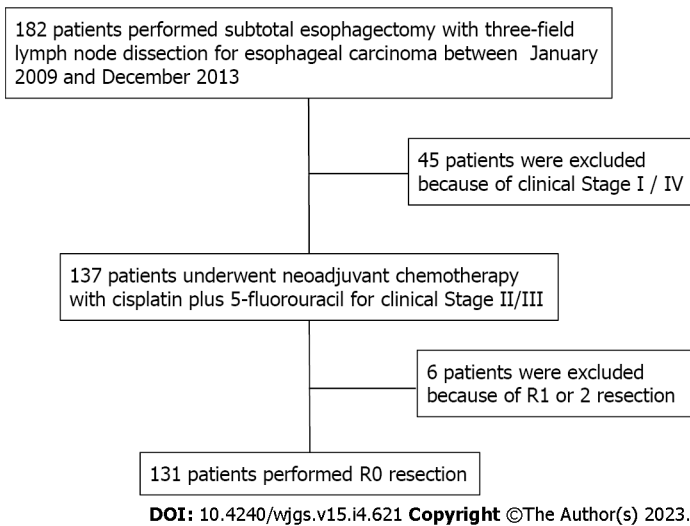 182 patients performed subtotal esophagectomy with three-field
lymph node dissection for esophageal carcinoma between January
2009 and December 2013
45 patients were excluded
because of clinical Stage I / IV
137 patients underwent neoadjuvant chemotherapy
with cisplatin plus 5-fluorouracil for clinical Stage II/III
6 patients were excluded
because of R1 or 2 resection
131 patients performed R0 resection
DOI: 10.4240/wjgs.v15.i4.621 Copyright ©The Author(s) 2023.